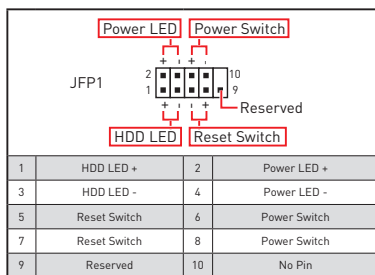 Power LED Power Switch
+ - + -
JFP1
2 10
1 9
+ - - +
Reserved
HDD LED Reset Switch
1 HDD LED + 2 Power LED +
3 HDD LED - 4 Power LED -
5 Reset Switch 6 Power Switch
7 Reset Switch 8 Power Switch
9 Reserved 10 No Pin